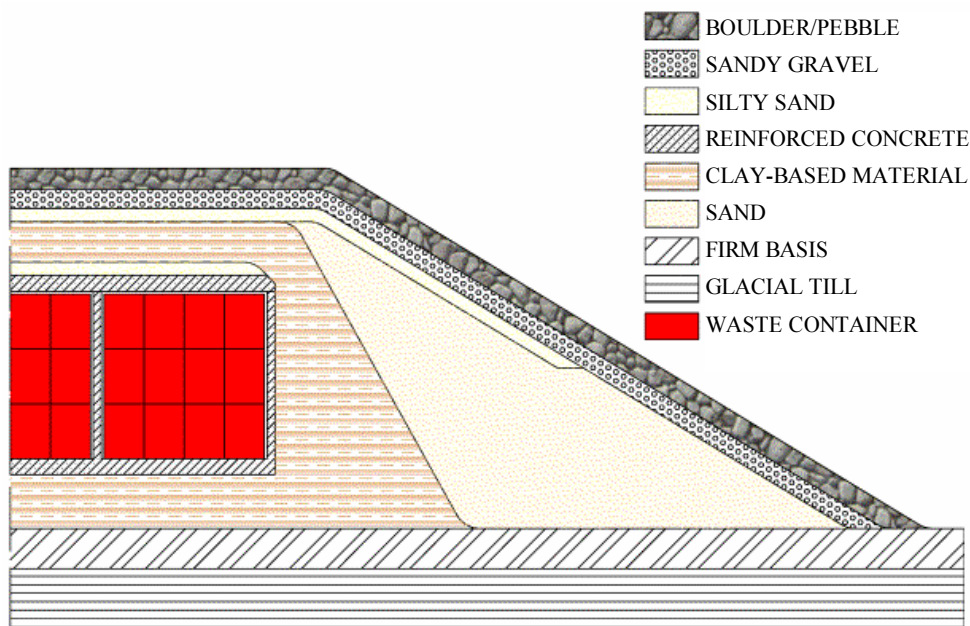 BOULDER/PEBBLE
SANDY GRAVEL
SILTY SAND
REINFORCED CONCRETE
CLAY-BASED MATERIAL
SAND
FIRM BASIS
GLACIAL TILL
WASTE CONTAINER